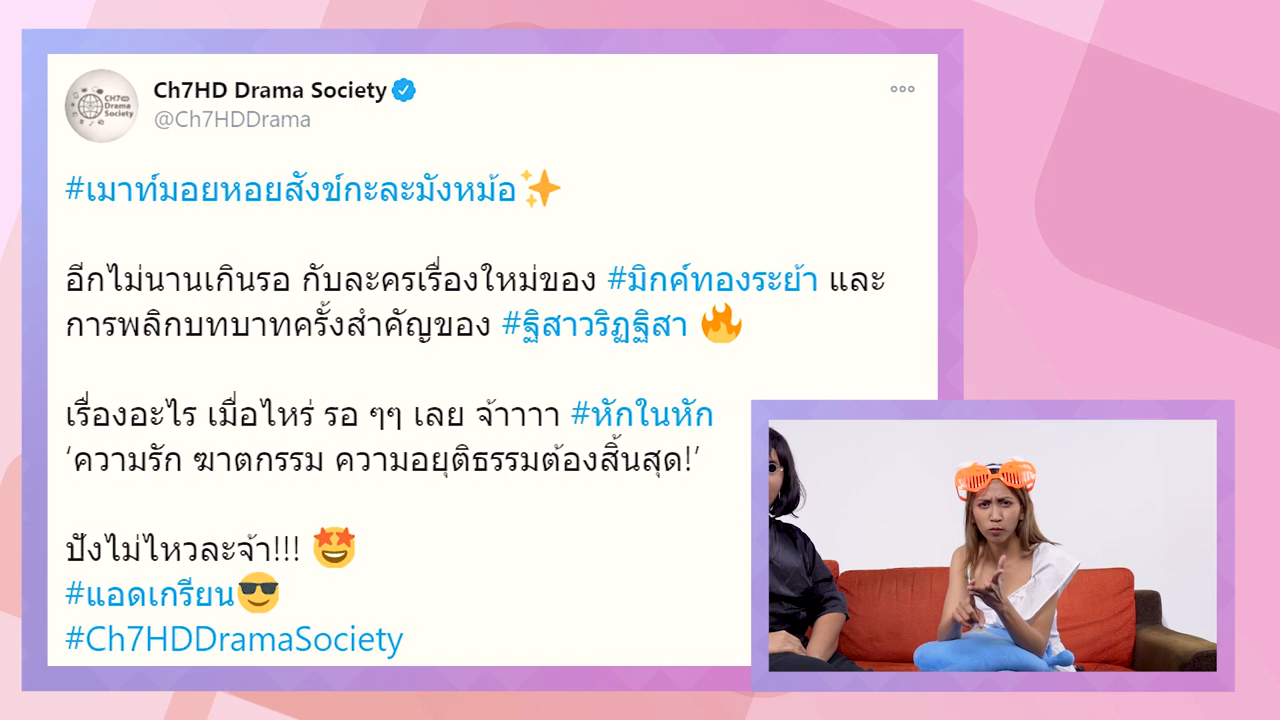 Ch7HD Drama Society
@Ch7HDDrama
CH7HD
Drama
Society
#เมาท์มอยหอยสังข์กะละมังหม้อ✨
อีกไม่นานเกินรอ กับละครเรื่องใหม่ของ #มิกค์ทองระย้า และ
การพลิกบทบาทครั้งสำคัญของ #ฐิสาวริฏฐิสา 🔥
เรื่องอะไร เมื่อไหร่ รอ ๆๆ เลย จ้าาาา #หักในหัก
‘ความรัก ฆาตกรรม ความอยุติธรรมต้องสิ้นสุด!’
ปังไม่ไหวละจ้า!!! 🤩
#แอดเกรียน😎
#Ch7HDDramaSociety